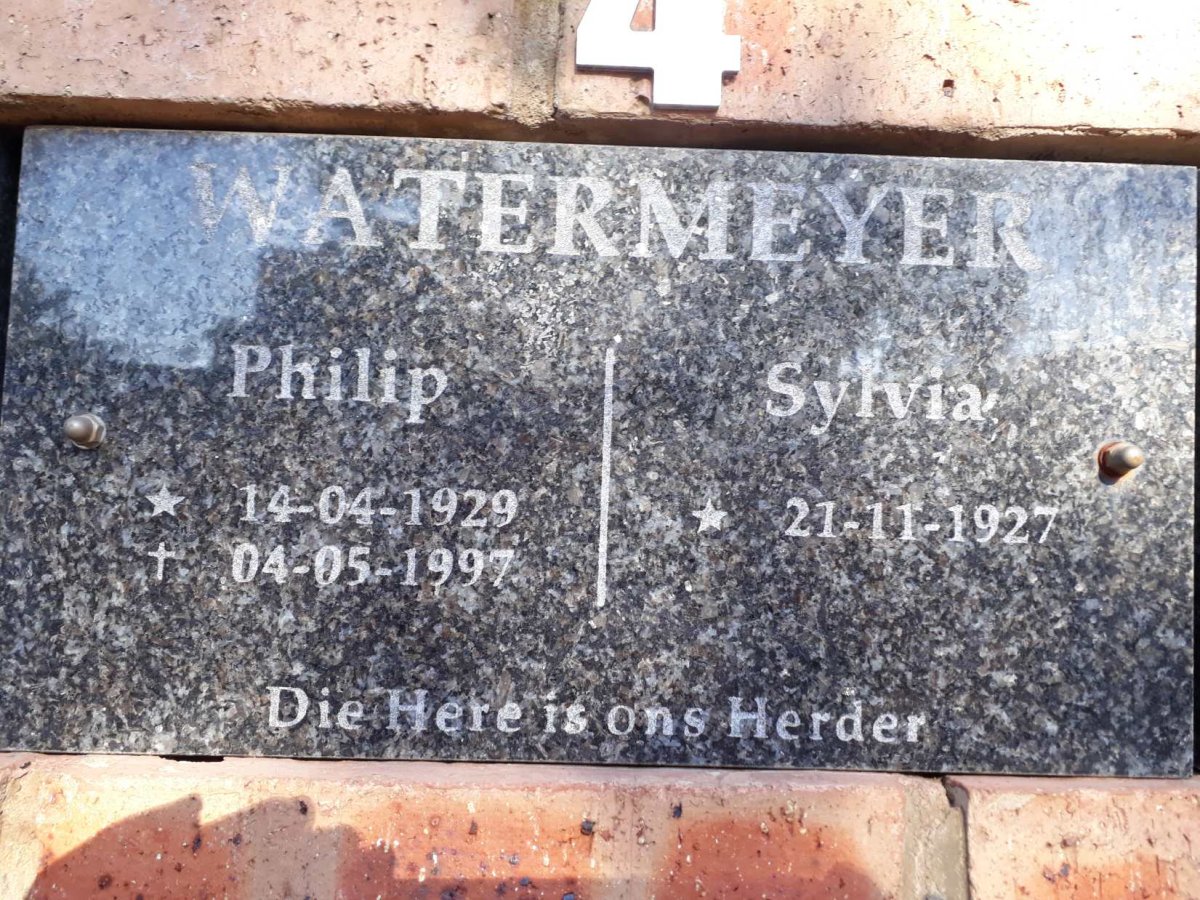 4
WATERMEYER
Philip
★ 14-04-1929
✝ 04-05-1997
Sylvia
★ 21-11-1927
Die Here is ons Herder